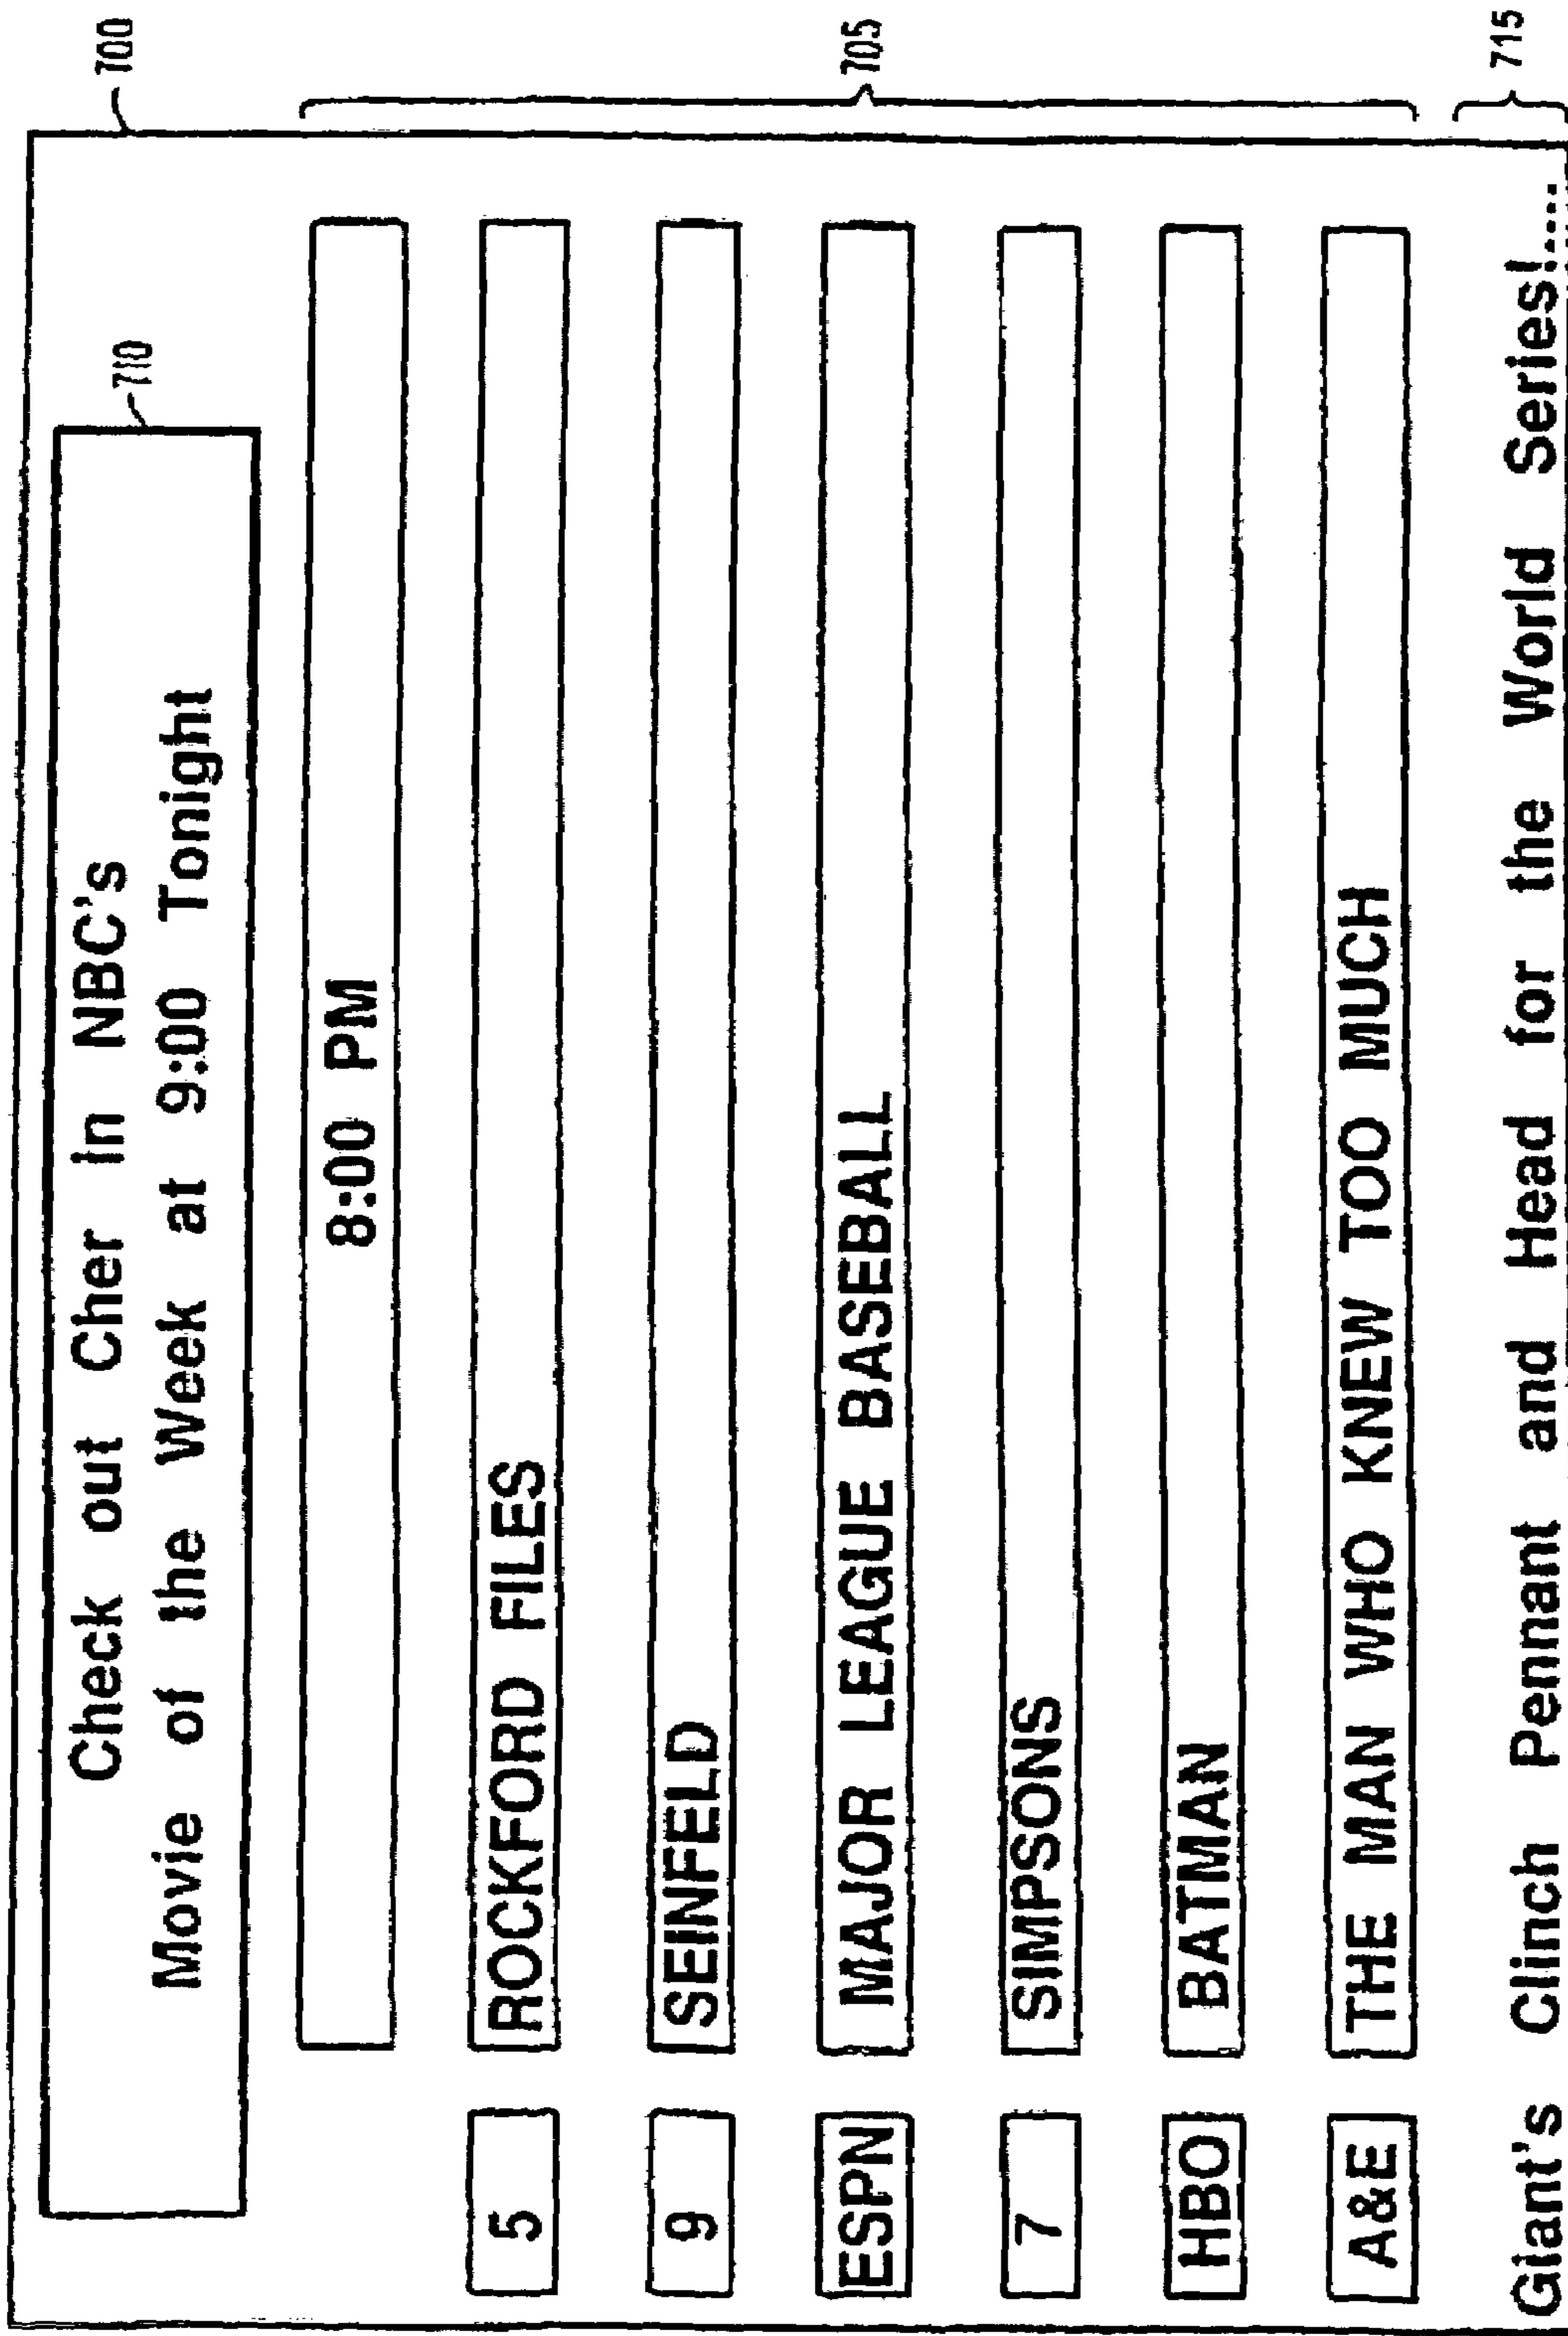 700
Check out Cher in NBC's
Movie of the Week at 9:00 Tonight
710
8:00 PM
5 ROCKFORD FILES
9 SEINFELD
ESPN MAJOR LEAGUE BASEBALL
705
7 SIMPSONS
HBO BATMAN
A&E THE MAN WHO KNEW TOO MUCH
Giant's Clinch Pennant and Head for the World Series!....
715